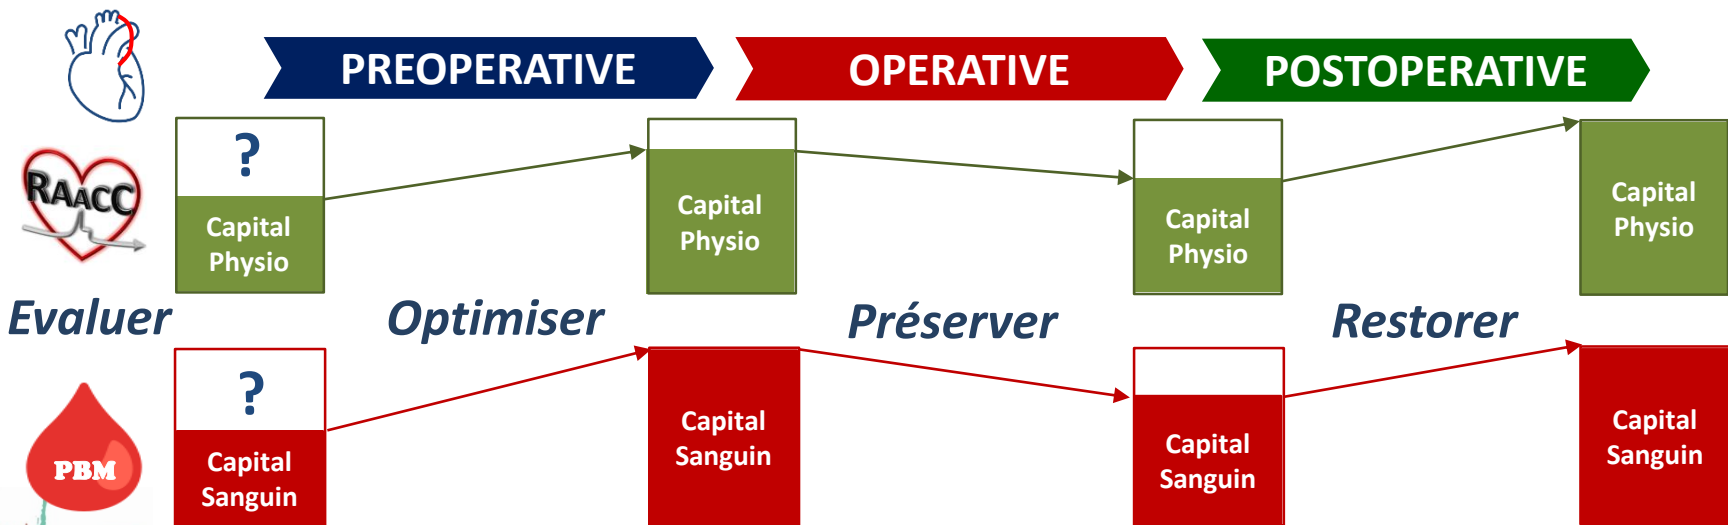 PREOPERATIVE
OPERATIVE
POSTOPERATIVE
?
RAACC
Capital
Physio
Capital
Physio
Capital
Physio
Capital
Physio
Evaluer
Optimiser
Préserver
Restorer
?
PBM
Capital
Sanguin
Capital
Sanguin
Capital
Sanguin
Capital
Sanguin